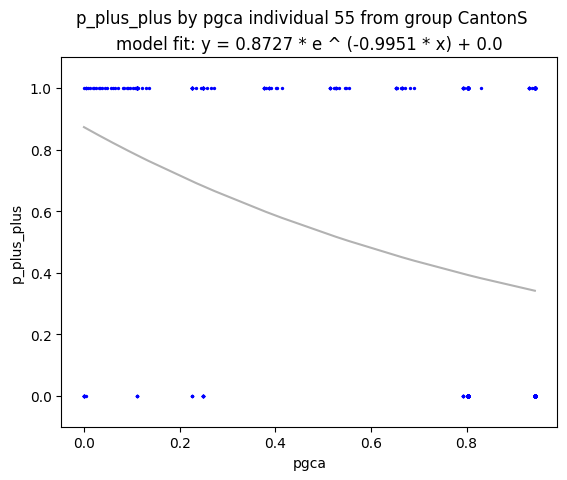 p_plus_plus by pgca individual 55 from group CantonS
model fit: y = 0.8727 * e ^ (-0.9951 * x) + 0.0
1.0
0.8
0.6
0.4
0.2
0.0
p_plus_plus
0.0 0.2 0.4 0.6 0.8
pgca